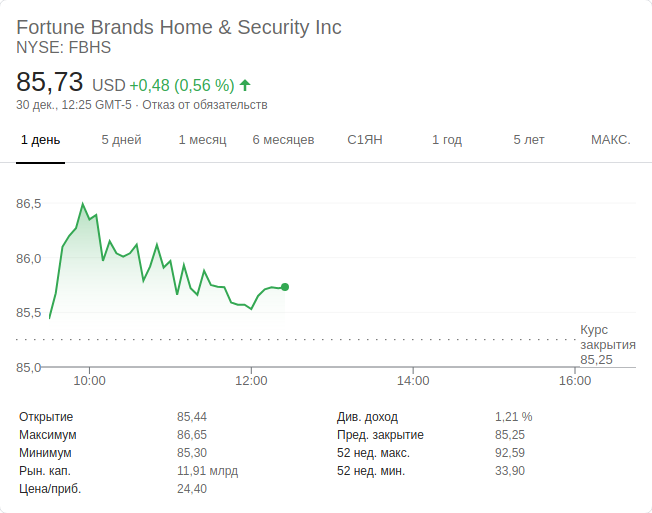 Fortune Brands Home & Security Inc
NYSE: FBHS
85,73 USD +0,48 (0,56 %)
30 дек., 12:25 GMT-5 · Отказ от обязательств
1 день 5 дней 1 месяц 6 месяцев С1ЯН 1 год 5 лет МАКС.
86,5
86,0
85,5
Курс
закрытия
85,25
85,0
10:00 12:00 14:00 16:00
Открытие 85,44 Див. доход 1,21 %
Максимум 86,65 Пред. закрытие 85,25
Минимум 85,30 52 нед. макс. 92,59
Рын. кап. 11,91 млрд 52 нед. мин. 33,90
Цена/приб. 24,40